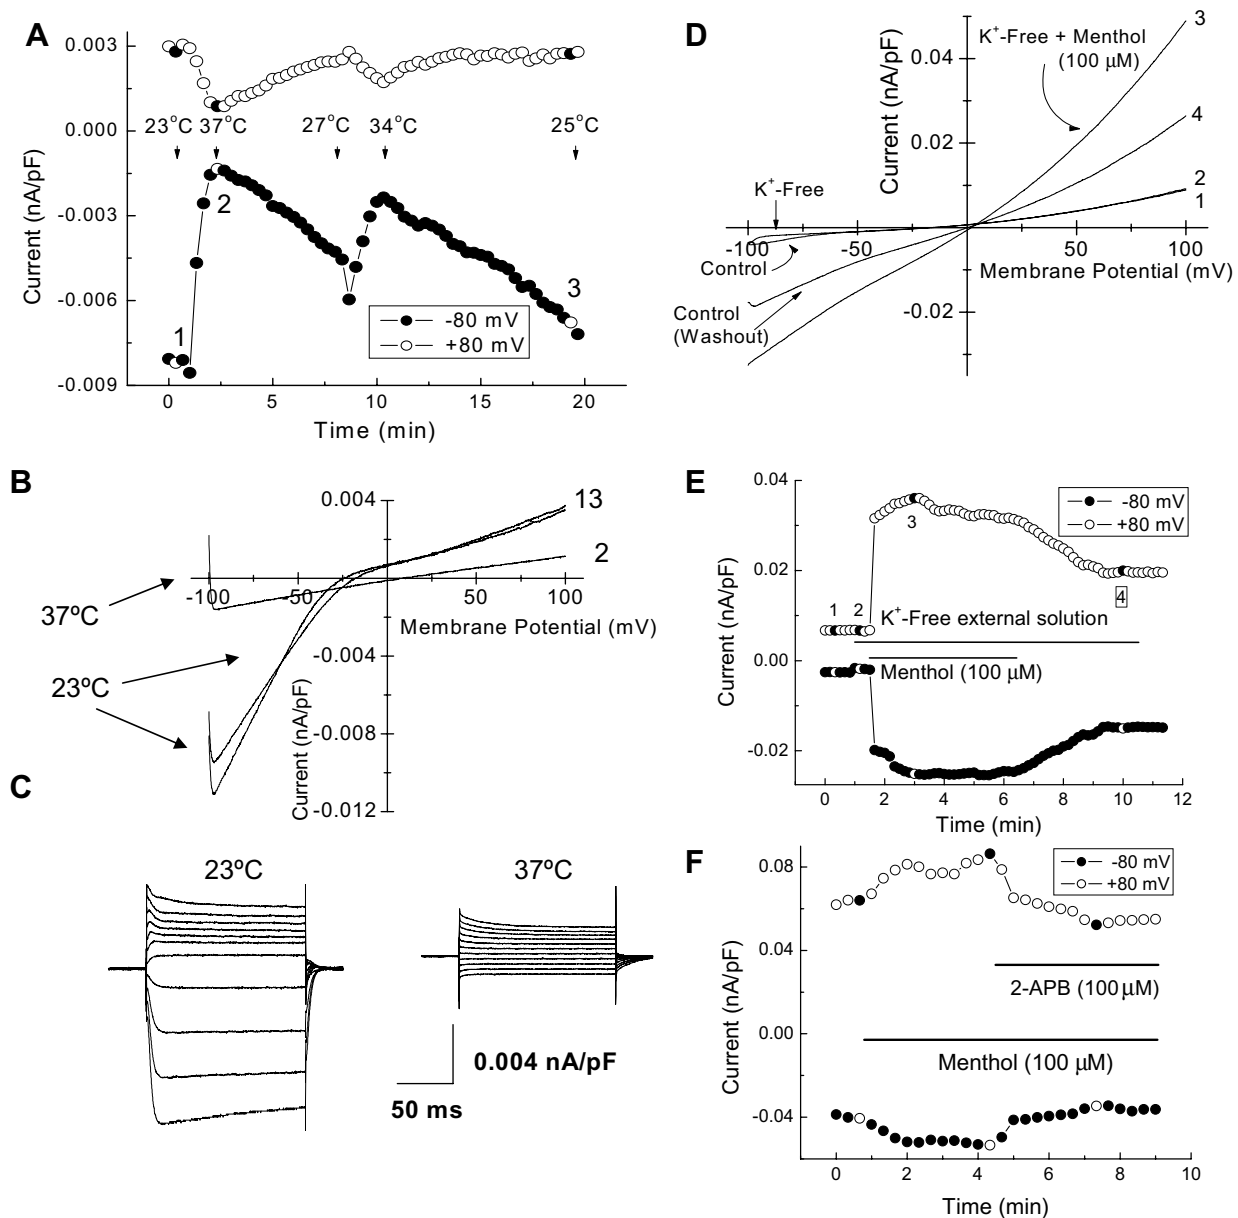 A
0.003
0.000
-0.003
-0.006
-0.009
Current (nA/pF)
23°C
37°C
27°C
34°C
25°C
1
2
3
-80 mV
+80 mV
0
5
10
15
20
Time (min)
B
0.004
-0.004
-0.008
-0.012
Current (nA/pF)
-100
-50
50
100
Membrane Potential (mV)
13
2
37ºC
23ºC
C
23ºC
37ºC
0.004 nA/pF
50 ms
D
K+-Free + Menthol
(100 µM)
0.04
0.02
-0.02
Current (nA/pF)
3
4
2
1
K+-Free
-100
-50
0
50
100
Control
Membrane Potential (mV)
Control
(Washout)
E
0.04
0.02
0.00
-0.02
Current (nA/pF)
-80 mV
+80 mV
1
2
3
4
K+-Free external solution
Menthol (100 µM)
0
2
4
6
8
10
12
Time (min)
F
0.08
0.04
0.00
-0.04
Current (nA/pF)
-80 mV
+80 mV
2-APB (100µM)
Menthol (100 µM)
0
2
4
6
8
10
Time (min)